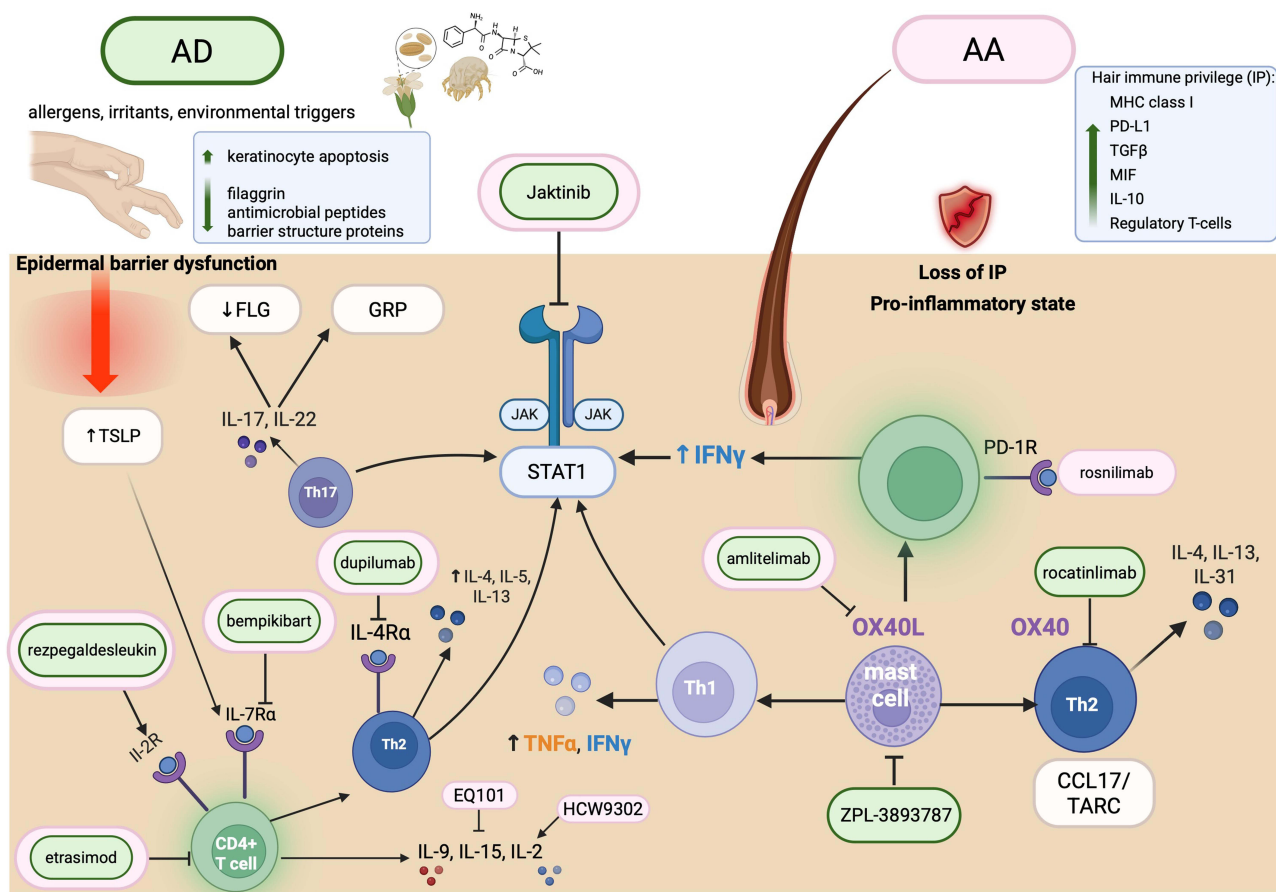 AD
AA
NH₂
H
H
N
S
O
N
O
O
OH
allergens, irritants, environmental triggers
keratinocyte apoptosis
filaggrin
antimicrobial peptides
barrier structure proteins
Hair immune privilege (IP):
MHC class I
PD-L1
TGFβ
MIF
IL-10
Regulatory T-cells
Jaktinib
Epidermal barrier dysfunction
Loss of IP
Pro-inflammatory state
↓FLG
GRP
↑TSLP
IL-17, IL-22
Th17
JAK
JAK
STAT1
↑ IFNγ
PD-1R
rosnilimab
dupilumab
↑ IL-4, IL-5,
IL-13
amlitelimab
rocatinlimab
IL-4, IL-13,
IL-31
bempikibart
IL-4Rα
OX40L
OX40
rezpegaldesleukin
IL-7Rα
Il-2R
Th2
Th1
mast
cell
Th2
↑ TNFα, IFNγ
CCL17/
TARC
EQ101
HCW9302
ZPL-3893787
etrasimod
CD4+
T cell
IL-9, IL-15, IL-2